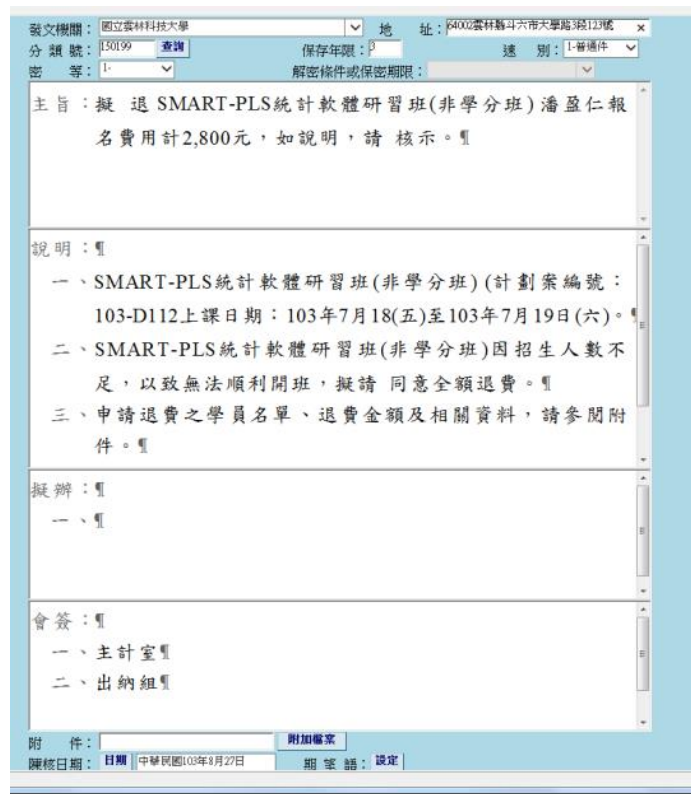 發文機關：國立雲林科技大學 地 址：64002雲林縣斗六市大學路3段123號 ×
分 類 號：150199 查詢 保存年限：3 速 別：1-普通件
密 等：1- 解密條件或保密期限：
主旨：擬 退 SMART-PLS統計軟體研習班(非學分班)潘盈仁報
名費用計2,800元，如說明，請 核示。¶
說明：¶
一、SMART-PLS統計軟體研習班(非學分班)(計劃案編號：
103-D112上課日期：103年7月18(五)至103年7月19日(六)。¶
二、SMART-PLS統計軟體研習班(非學分班)因招生人數不
足，以致無法順利開班，擬請 同意全額退費。¶
三、申請退費之學員名單、退費金額及相關資料，請參閱附
件。¶
擬辦：¶
一、¶
會簽：¶
一、主計室¶
二、出納組¶
附 件： 附加檔案
陳核日期：日期 中華民國103年8月27日 期 望 語：設定